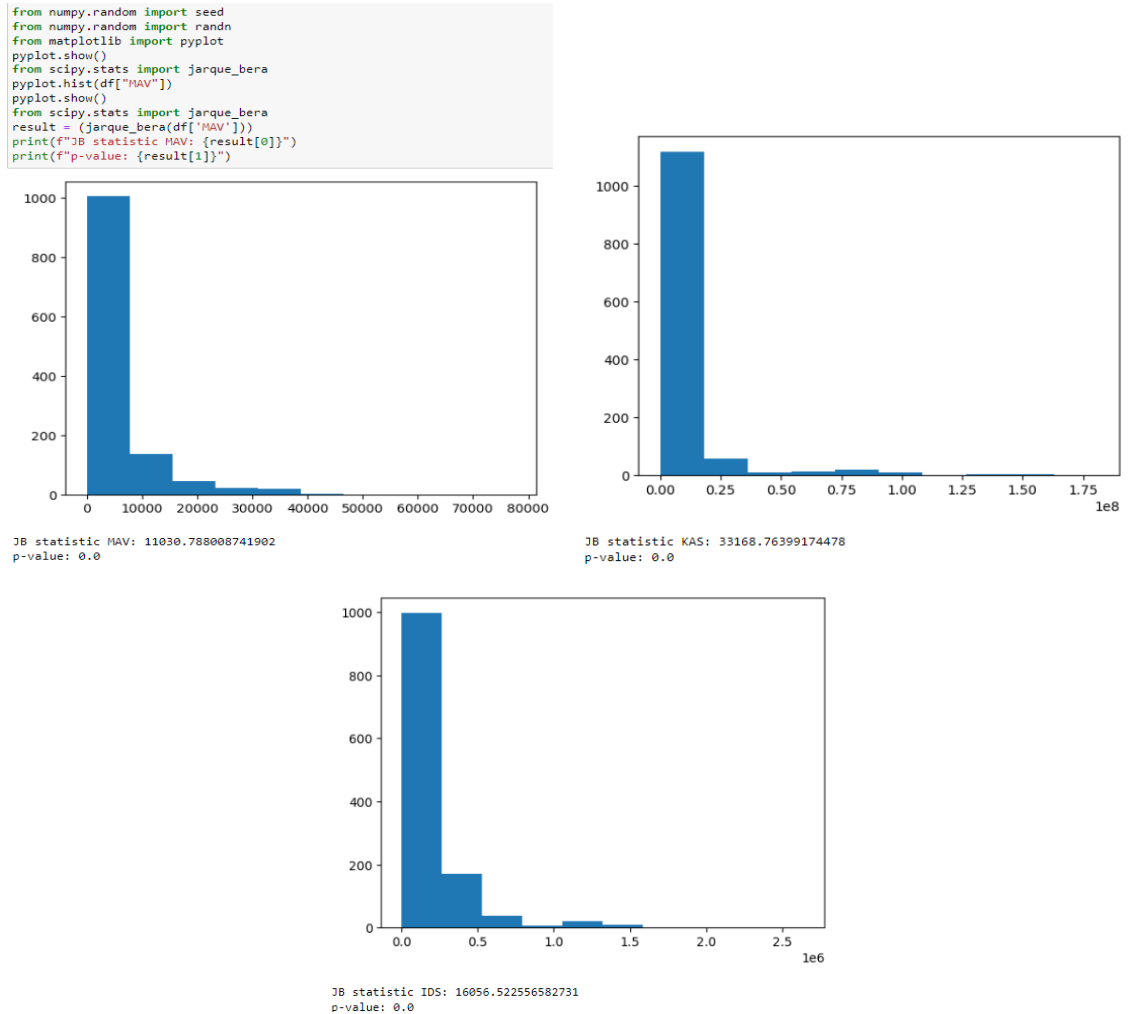 from numpy.random import seed
from numpy.random import randn
from matplotlib import pyplot
pyplot.show()
from scipy.stats import jarque_bera
pyplot.hist(df["MAV"])
pyplot.show()
from scipy.stats import jarque_bera
result = (jarque_bera(df['MAV']))
print(f"JB statistic MAV: {result[0]}")
print(f"p-value: {result[1]}")
1000
800
600
400
200
0
0 10000 20000 30000 40000 50000 60000 70000 80000
JB statistic MAV: 11030.788008741902
p-value: 0.0
1000
800
600
400
200
0
0.00 0.25 0.50 0.75 1.00 1.25 1.50 1.75
1e8
JB statistic KAS: 33168.76399174478
p-value: 0.0
1000
800
600
400
200
0
0.0 0.5 1.0 1.5 2.0 2.5
1e6
JB statistic IDS: 16056.522556582731
p-value: 0.0